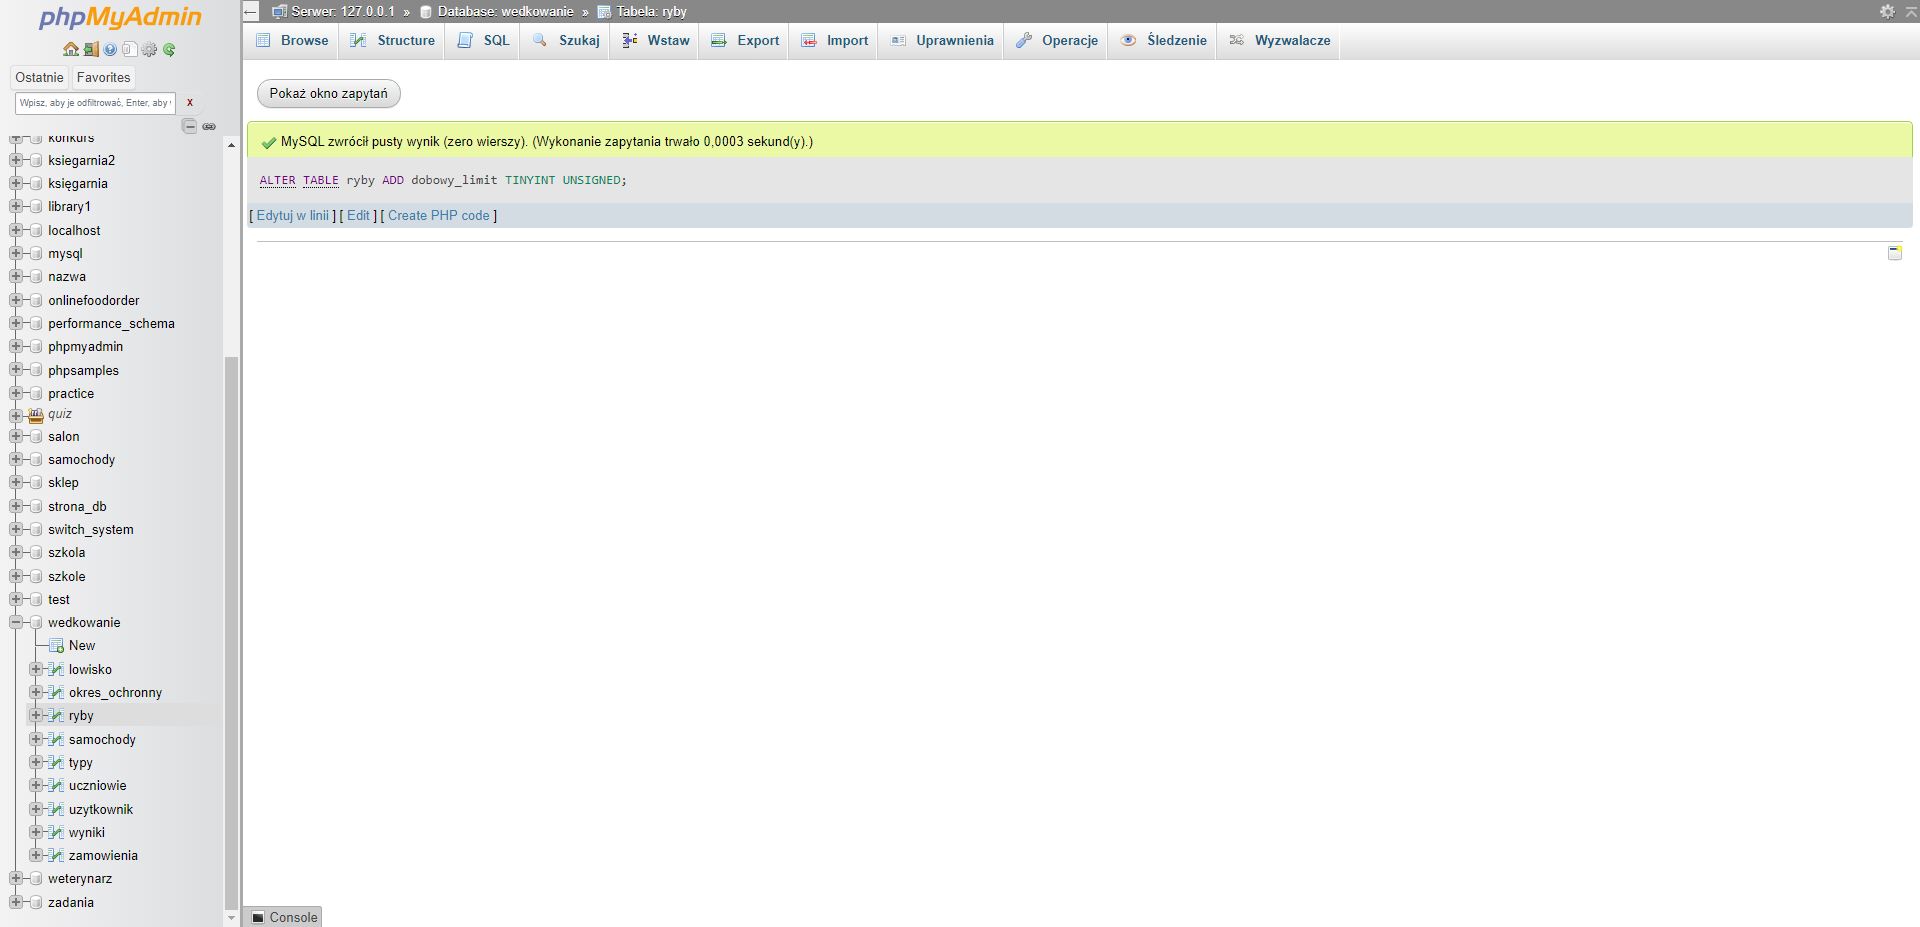 phpMyAdmin
Ostatnie Favorites
Wpisz, aby je odfiltrować, Enter, aby
X
konkurs
ksiegarnia2
księgarnia
library1
localhost
mysql
nazwa
onlinefoodorder
performance_schema
phpmyadmin
phpsamples
practice
quiz
salon
samochody
sklep
strona_db
switch_system
szkola
szkole
test
wedkowanie
New
lowisko
okres_ochronny
ryby
samochody
typy
uczniowie
uzytkownik
wyniki
zamowienia
weterynarz
zadania
Serwer: 127.0.0.1 » Database: wedkowanie » Tabela: ryby
Browse Structure SQL Szukaj Wstaw Export Import Uprawnienia Operacje Śledzenie Wyzwalacze
Pokaż okno zapytań
MySQL zwrócił pusty wynik (zero wierszy). (Wykonanie zapytania trwało 0,0003 sekund(y).)
ALTER TABLE ryby ADD dobowy_limit TINYINT UNSIGNED;
[ Edytuj w linii ] [ Edit ] [ Create PHP code ]
Console